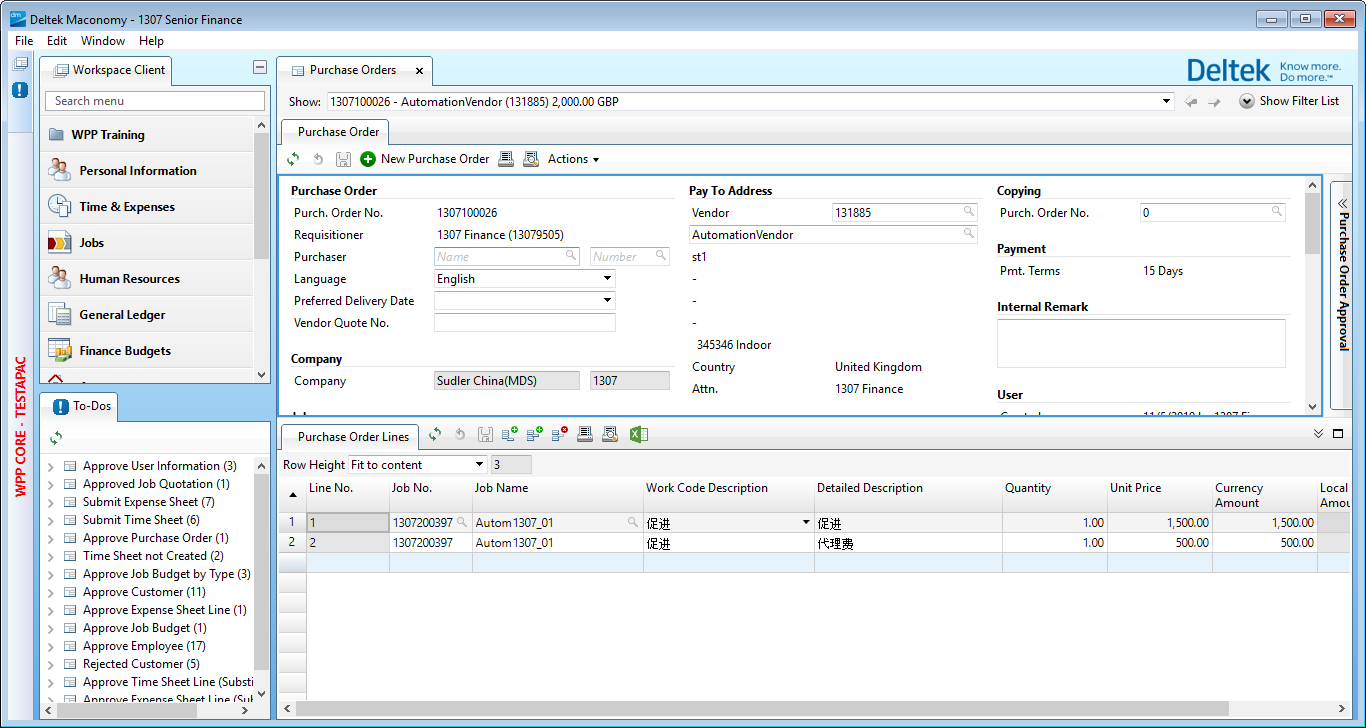 Deltek Maconomy - 1307 Senior Finance
File Edit Window Help
Workspace Client
Search menu
WPP Training
Personal Information
Time & Expenses
Jobs
Human Resources
General Ledger
Finance Budgets
WPP CORE - TESTAPAC
To-Dos
Approve User Information (3)
Approved Job Quotation (1)
Submit Expense Sheet (7)
Submit Time Sheet (6)
Approve Purchase Order (1)
Time Sheet not Created (2)
Approve Job Budget by Type (3)
Approve Customer (11)
Approve Expense Sheet Line (1)
Approve Job Budget (1)
Approve Employee (17)
Rejected Customer (5)
Approve Time Sheet Line (Substi
Approve Expense Sheet Line (Sul
Purchase Orders
Deltek Know more.
Do more.™
Show: 1307100026 - AutomationVendor (131885) 2,000.00 GBP Show Filter List
Purchase Order
New Purchase Order Actions
Purchase Order
Purch. Order No. 1307100026
Requisitioner 1307 Finance (13079505)
Purchaser Name Number
Language English
Preferred Delivery Date
Vendor Quote No.
Company
Company Sudler China(MDS) 1307
Pay To Address
Vendor 131885
AutomationVendor
st1
-
-
-
345346 Indoor
Country United Kingdom
Attn. 1307 Finance
Copying
Purch. Order No. 0
Payment
Pmt. Terms 15 Days
Internal Remark
User
Purchase Order Approval
Purchase Order Lines
Row Height Fit to content 3
Line No. Job No. Job Name Work Code Description Detailed Description Quantity Unit Price Currency Amount Local
1 1 1307200397 Autom1307_01 促进 促进 1.00 1,500.00 1,500.00
2 2 1307200397 Autom1307_01 促进 代理费 1.00 500.00 500.00